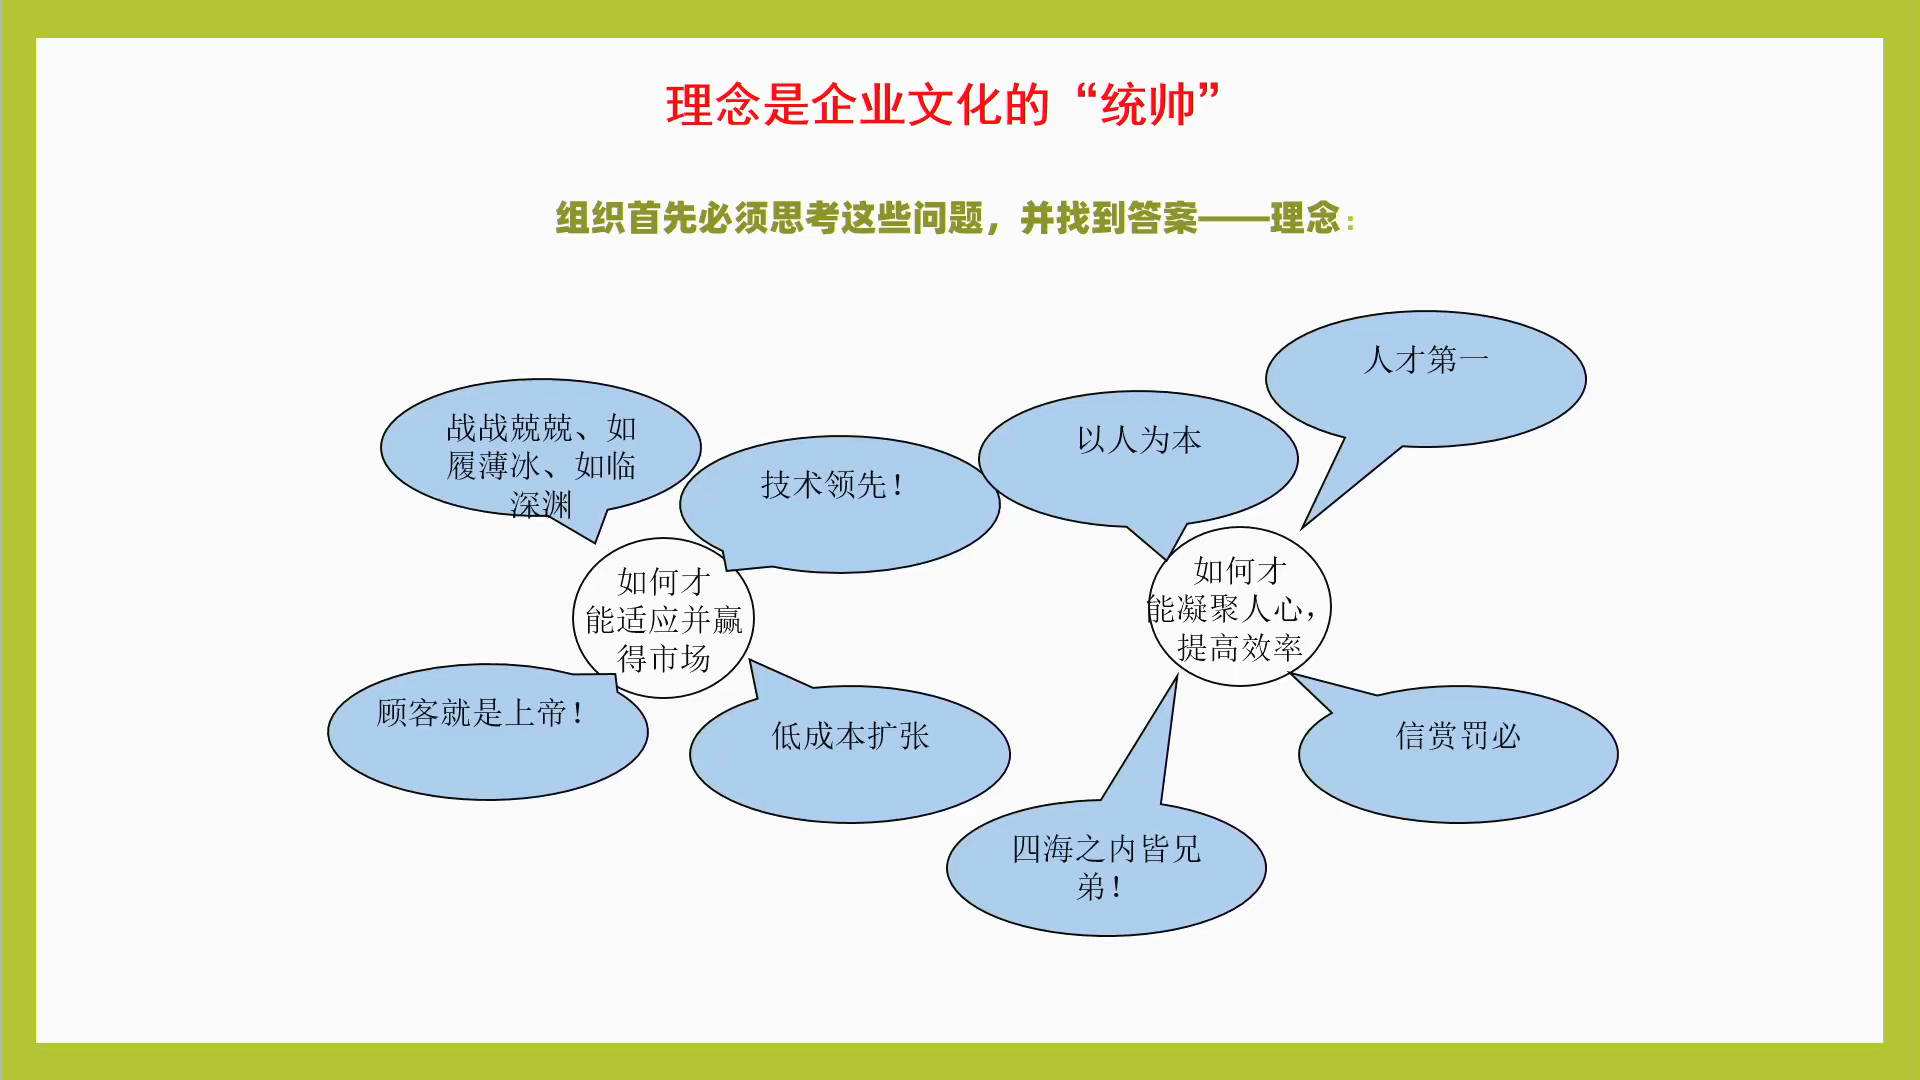 理念是企业文化的“统帅”
组织首先必须思考这些问题，并找到答案——理念：
战战兢兢、如
履薄冰、如临
深渊
技术领先！
如何才
能适应并赢
得市场
顾客就是上帝！
低成本扩张
人才第一
以人为本
如何才
能凝聚人心，
提高效率
信赏罚必
四海之内皆兄
弟！